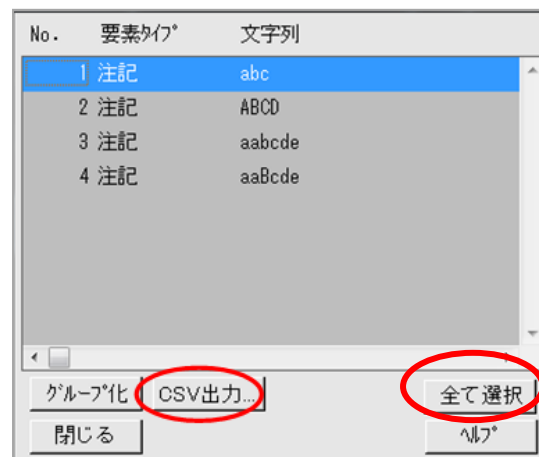 No. 要素ﾀｲﾌﾟ 文字列
1 注記 abc
2 注記 ABCD
3 注記 aabcde
4 注記 aaBcde
ｸﾞﾙｰﾌﾟ化 CSV出力... 全て選択
閉じる ﾍﾙﾌﾟ